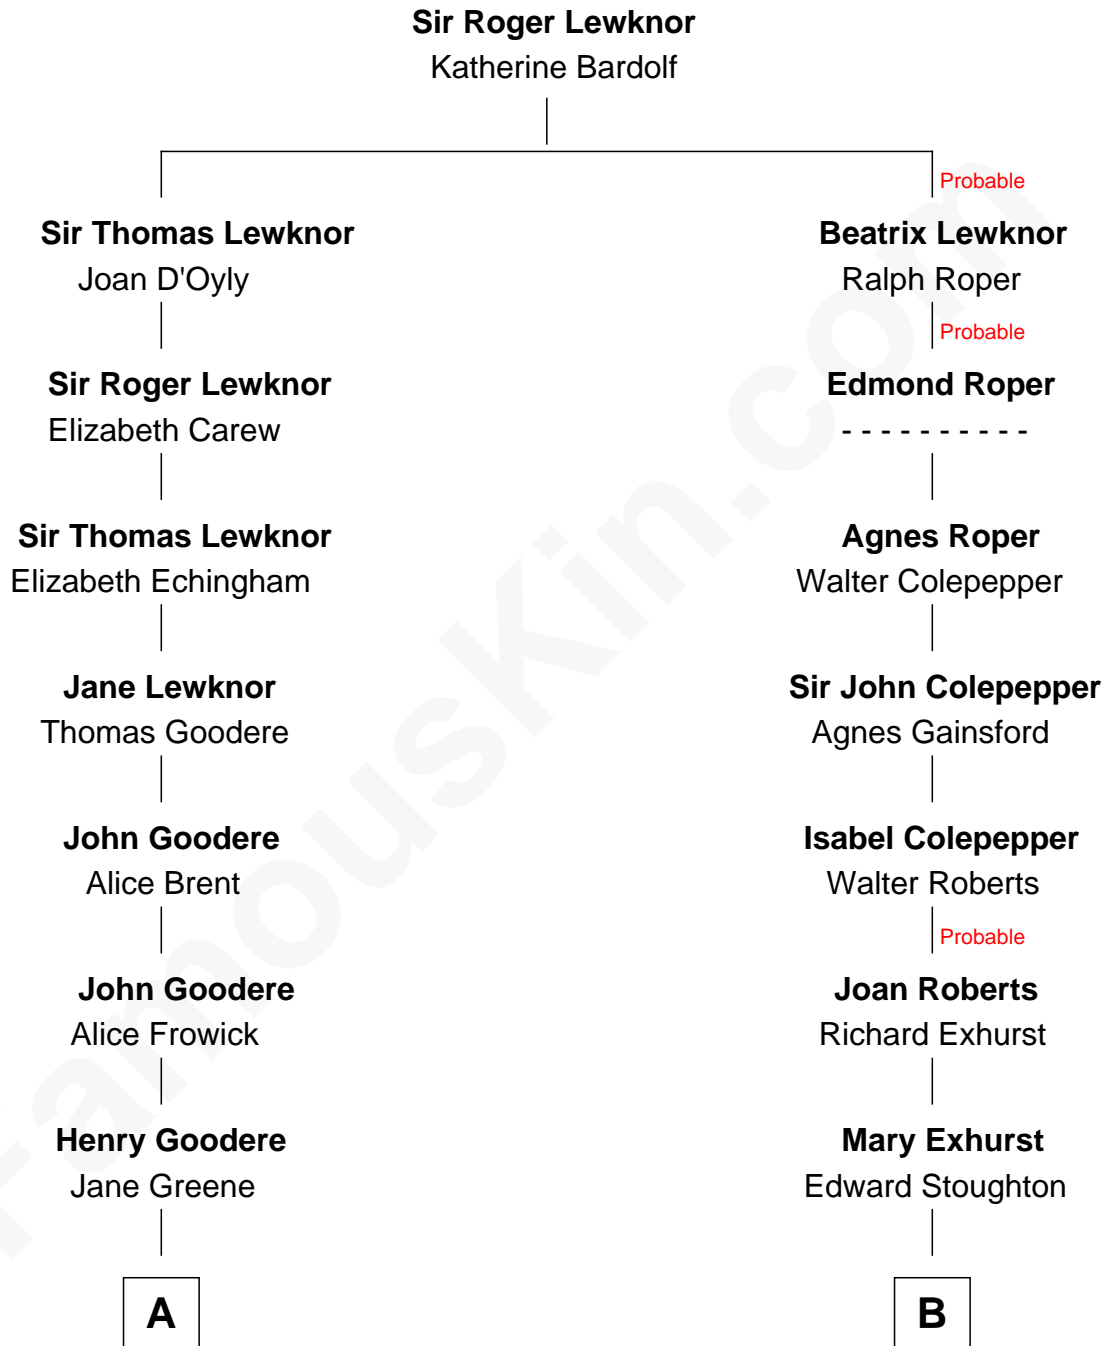 Sir Roger Lewknor
Katherine Bardolf
Probable
Sir Thomas Lewknor
Joan D'Oyly
Beatrix Lewknor
Ralph Roper
Probable
Sir Roger Lewknor
Elizabeth Carew
Edmond Roper
- - - - - - - - - -
Sir Thomas Lewknor
Elizabeth Echingham
Agnes Roper
Walter Colepepper
Jane Lewknor
Thomas Goodere
Sir John Colepepper
Agnes Gainsford
John Goodere
Alice Brent
Isabel Colepepper
Walter Roberts
Probable
John Goodere
Alice Frowick
Joan Roberts
Richard Exhurst
Henry Goodere
Jane Greene
Mary Exhurst
Edward Stoughton
A
B
FamousKin.com